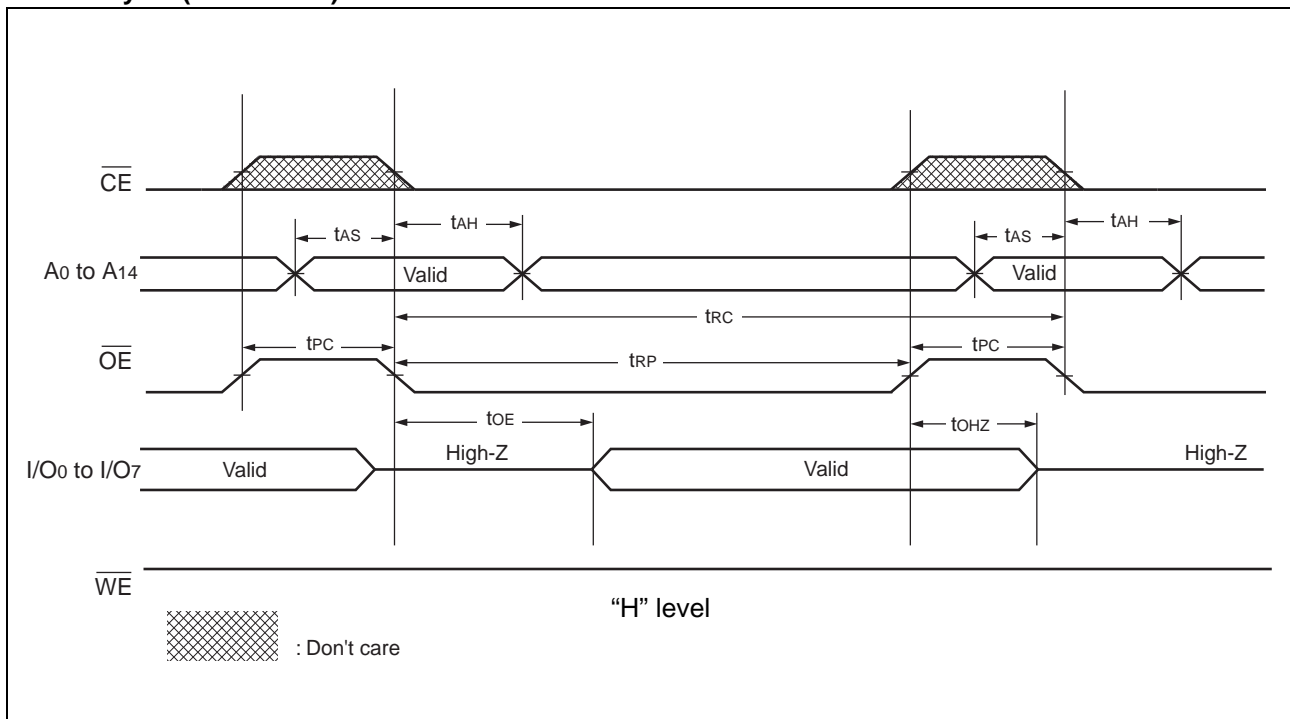 CE
tAS
tAH
tAS
tAH
A0 to A14
Valid
Valid
tRC
tPC
tRP
tPC
OE
tOE
tOHZ
I/O0 to I/O7
Valid
High-Z
Valid
High-Z
WE
“H” level
: Don't care